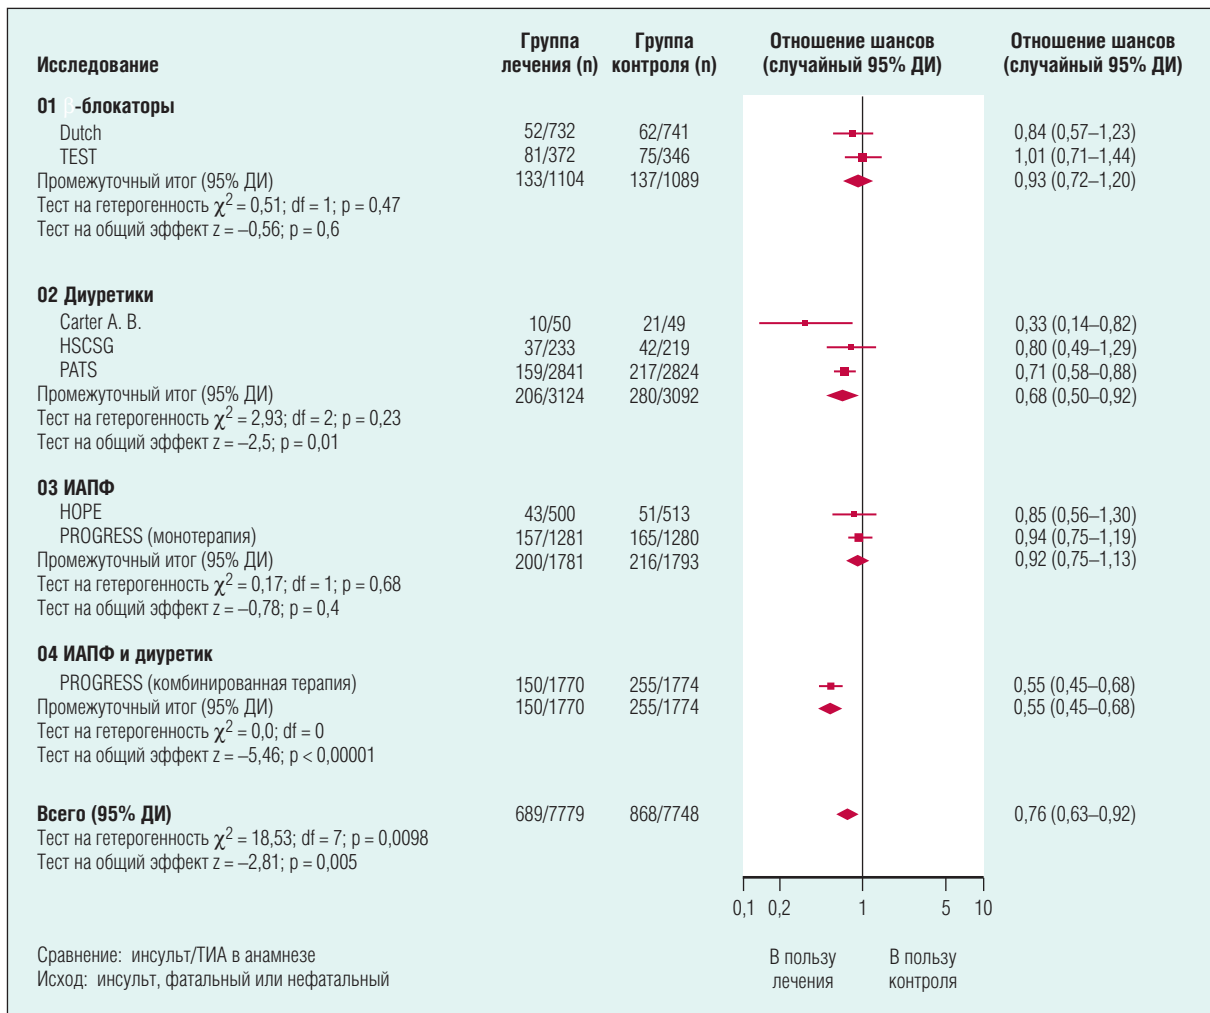 Исследование Группа лечения (n) Группа контроля (n) Отношение шансов (случайный 95% ДИ) Отношение шансов (случайный 95% ДИ)
01 β-блокаторы
Dutch 52/732 62/741 0,84 (0,57–1,23)
TEST 81/372 75/346 1,01 (0,71–1,44)
Промежуточный итог (95% ДИ) 133/1104 137/1089 0,93 (0,72–1,20)
Тест на гетерогенность χ² = 0,51; df = 1; p = 0,47
Тест на общий эффект z = –0,56; p = 0,6
02 Диуретики
Carter A. B. 10/50 21/49 0,33 (0,14–0,82)
HSCSG 37/233 42/219 0,80 (0,49–1,29)
PATS 159/2841 217/2824 0,71 (0,58–0,88)
Промежуточный итог (95% ДИ) 206/3124 280/3092 0,68 (0,50–0,92)
Тест на гетерогенность χ² = 2,93; df = 2; p = 0,23
Тест на общий эффект z = –2,5; p = 0,01
03 ИАПФ
HOPE 43/500 51/513 0,85 (0,56–1,30)
PROGRESS (монотерапия) 157/1281 165/1280 0,94 (0,75–1,19)
Промежуточный итог (95% ДИ) 200/1781 216/1793 0,92 (0,75–1,13)
Тест на гетерогенность χ² = 0,17; df = 1; p = 0,68
Тест на общий эффект z = –0,78; p = 0,4
04 ИАПФ и диуретик
PROGRESS (комбинированная терапия) 150/1770 255/1774 0,55 (0,45–0,68)
Промежуточный итог (95% ДИ) 150/1770 255/1774 0,55 (0,45–0,68)
Тест на гетерогенность χ² = 0,0; df = 0
Тест на общий эффект z = –5,46; p < 0,00001
Всего (95% ДИ) 689/7779 868/7748 0,76 (0,63–0,92)
Тест на гетерогенность χ² = 18,53; df = 7; p = 0,0098
Тест на общий эффект z = –2,81; p = 0,005
0,1 0,2 1 5 10
Сравнение: инсульт/ТИА в анамнезе
Исход: инсульт, фатальный или нефатальный
В пользу лечения
В пользу контроля